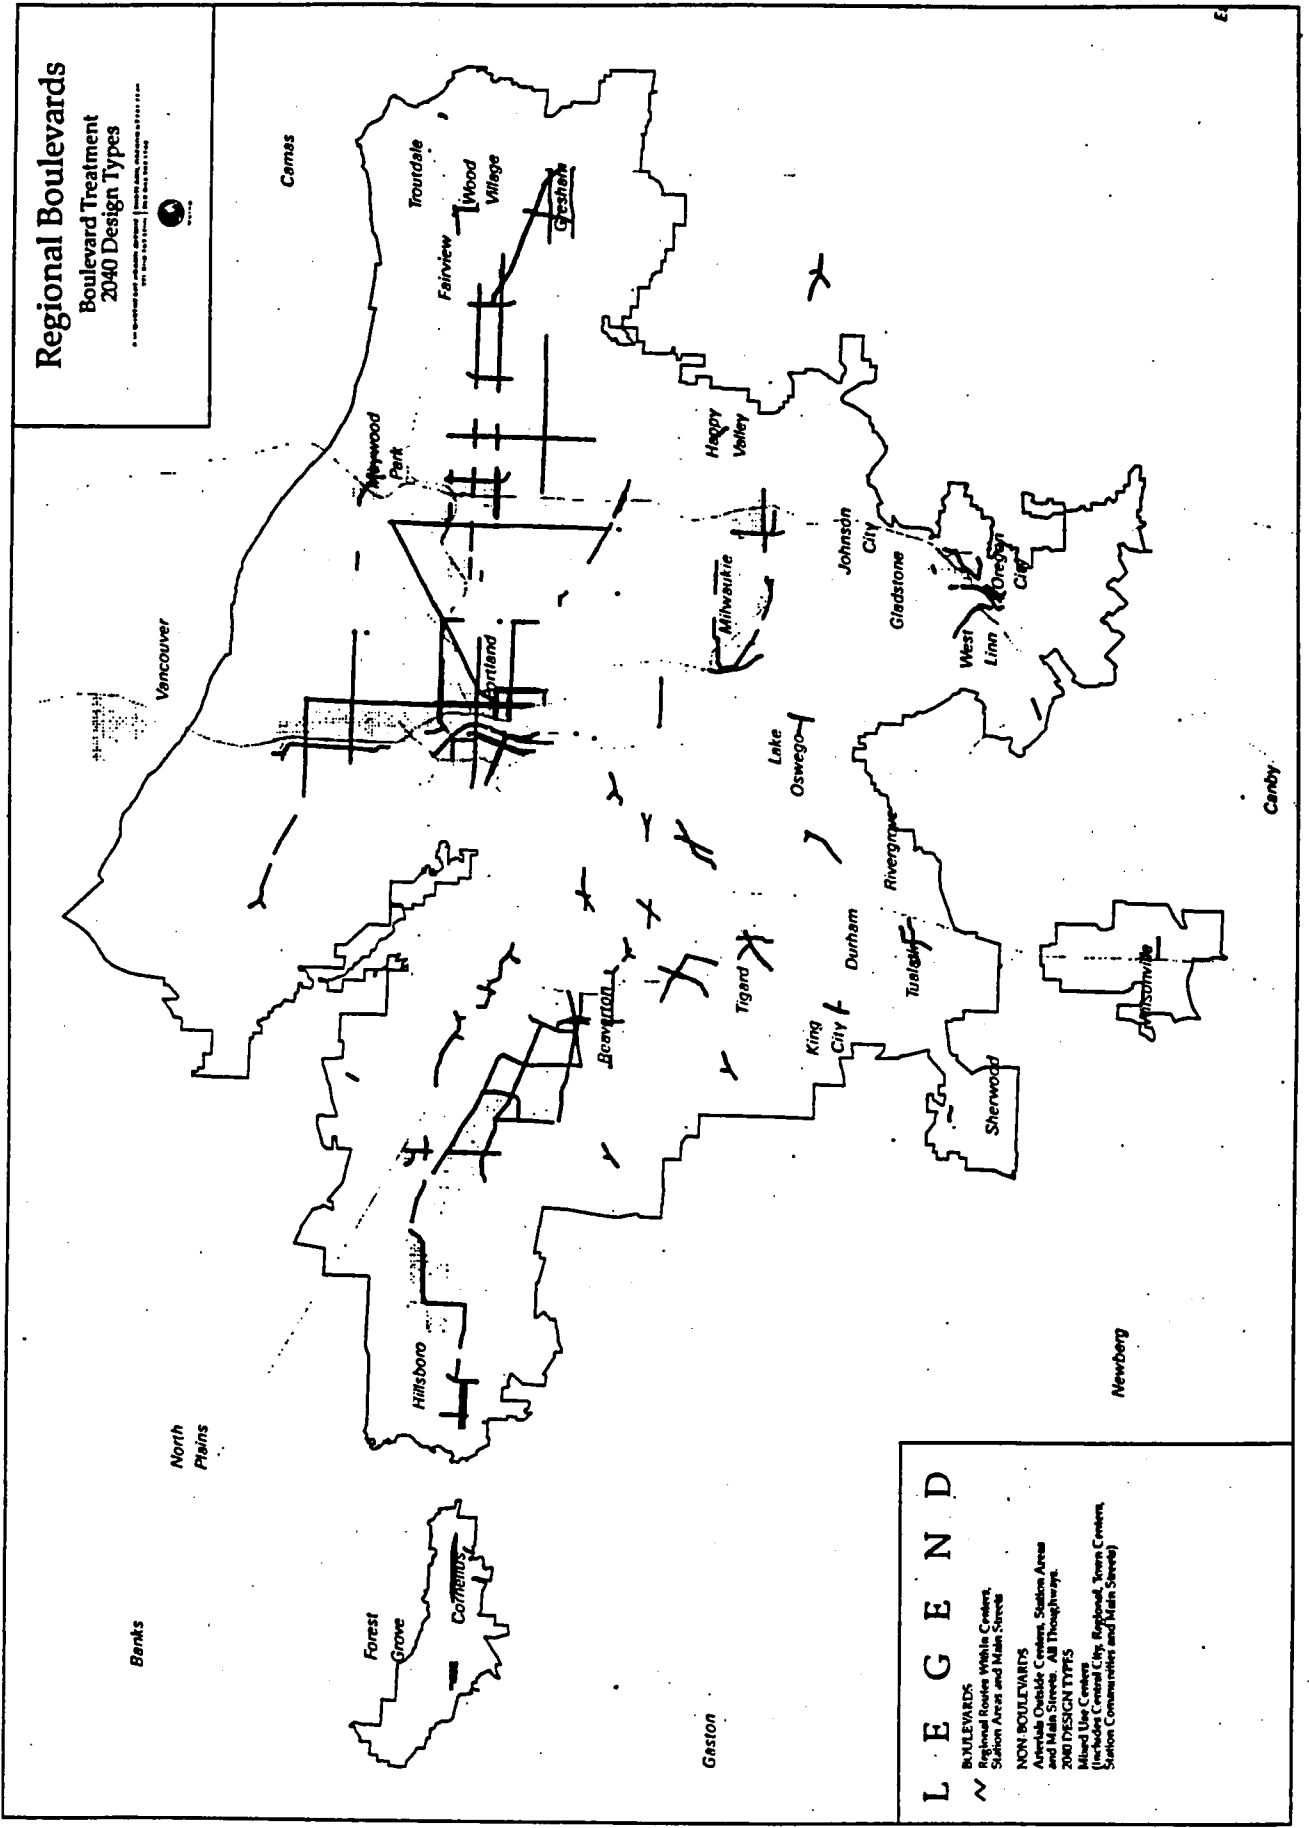 Regional Boulevards
Boulevard Treatment
2040 Design Types
Camas
Vancouver
Troutdale
Wood
Village
Fairview
Gresham
Maywood
Park
Happy
Valley
Portland
Milwaukie
Johnson
City
Gladstone
Oregon
City
West
Linn
Lake
Oswego
Rivergrove
Durham
Tualatin
Tigard
King
City
Beaverton
Sherwood
Wilsonville
Canby
Newberg
Hillsboro
North
Plains
Banks
Forest
Grove
Cornelius
Gaston
LEGEND
BOULEVARDS
Regional Routes Within Centers,
Station Areas and Main Streets
NON-BOULEVARDS
Arterials Outside Centers, Station Areas
and Main Streets. All Thoughways.
2040 DESIGN TYPES
Mixed Use Centers
(Includes Central City, Regional, Town Centers,
Station Communities and Main Streets)